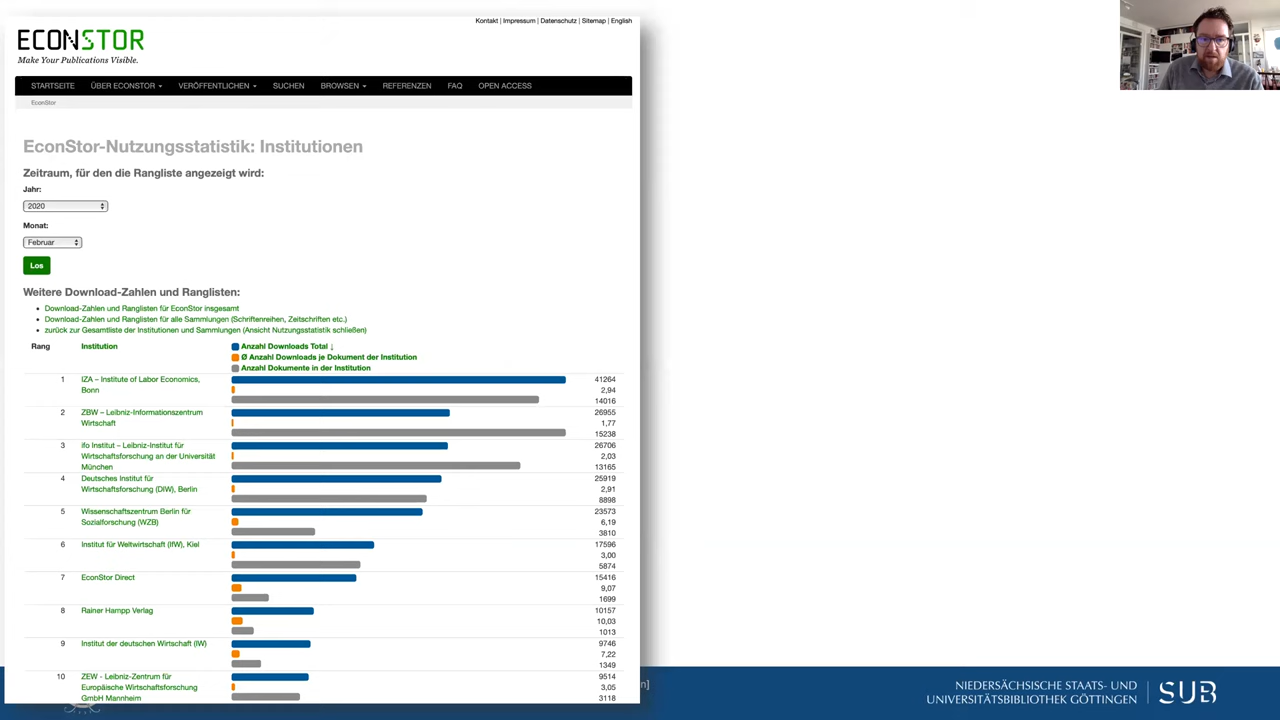 Kontakt | Impressum | Datenschutz | Sitemap | English
ECONSTOR
Make Your Publications Visible.
STARTSEITE ÜBER ECONSTOR VERÖFFENTLICHEN SUCHEN BROWSEN REFERENZEN FAQ OPEN ACCESS
EconStor
EconStor-Nutzungsstatistik: Institutionen
Zeitraum, für den die Rangliste angezeigt wird:
Jahr:
2020
Monat:
Februar
Los
Weitere Download-Zahlen und Ranglisten:
Download-Zahlen und Ranglisten für EconStor insgesamt
Download-Zahlen und Ranglisten für alle Sammlungen (Schriftenreihen, Zeitschriften etc.)
zurück zur Gesamtliste der Institutionen und Sammlungen (Ansicht Nutzungsstatistik schließen)
Rang Institution Anzahl Downloads Total ↓
Ø Anzahl Downloads je Dokument der Institution
Anzahl Dokumente in der Institution
1 IZA – Institute of Labor Economics, 41264
Bonn 2,94
14016
2 ZBW – Leibniz-Informationszentrum 26955
Wirtschaft 1,77
15238
3 ifo Institut – Leibniz-Institut für 26706
Wirtschaftsforschung an der Universität 2,03
München 13165
4 Deutsches Institut für 25919
Wirtschaftsforschung (DIW), Berlin 2,91
8898
5 Wissenschaftszentrum Berlin für 23573
Sozialforschung (WZB) 6,19
3810
6 Institut für Weltwirtschaft (IfW), Kiel 17596
3,00
5874
7 EconStor Direct 15416
9,07
1699
8 Rainer Hampp Verlag 10157
10,03
1013
9 Institut der deutschen Wirtschaft (IW) 9746
7,22
1349
10 ZEW - Leibniz-Zentrum für 9514
Europäische Wirtschaftsforschung 3,05
GmbH Mannheim 3118
NIEDERSÄCHSISCHE STAATS- UND
UNIVERSITÄTSBIBLIOTHEK GÖTTINGEN
SUB